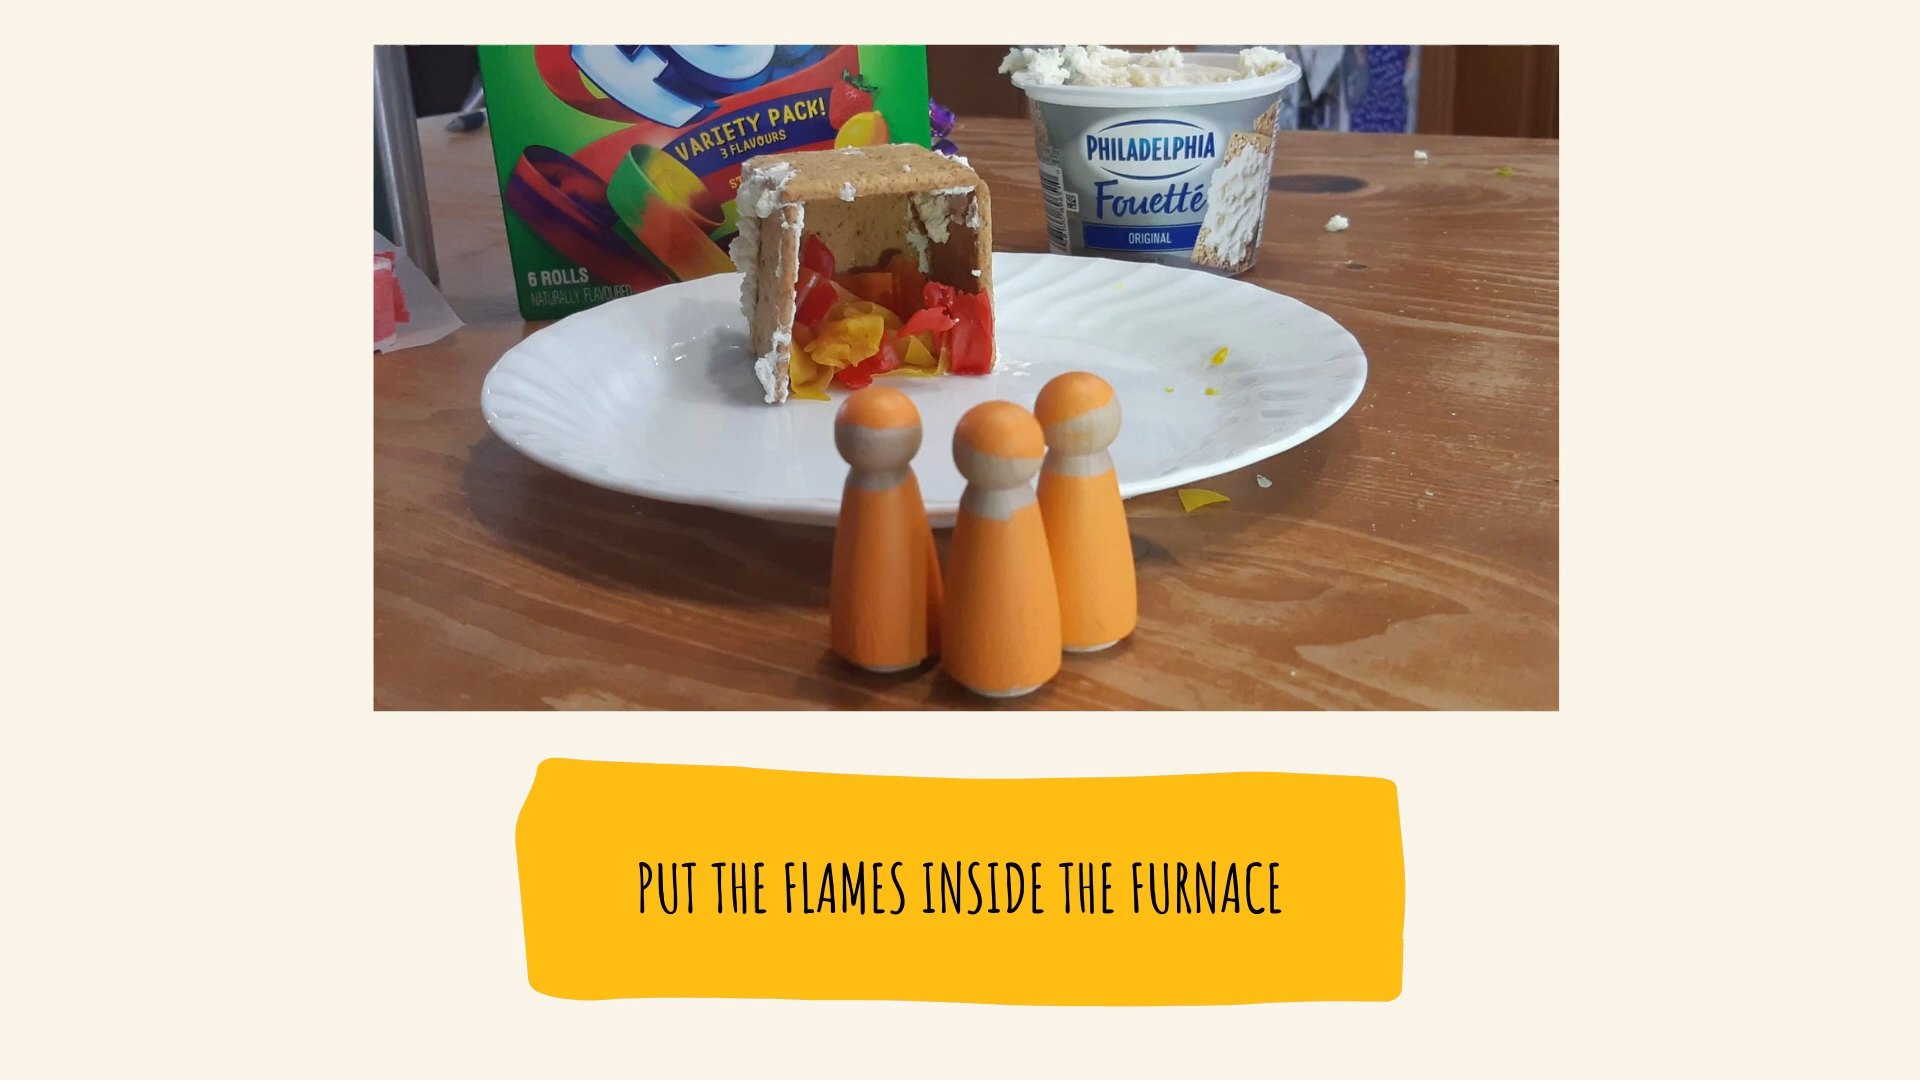 VARIETY PACK!
3 FLAVOURS
6 ROLLS
NATURALLY FLAVOURED
PHILADELPHIA
Fouetté
ORIGINAL
PUT THE FLAMES INSIDE THE FURNACE